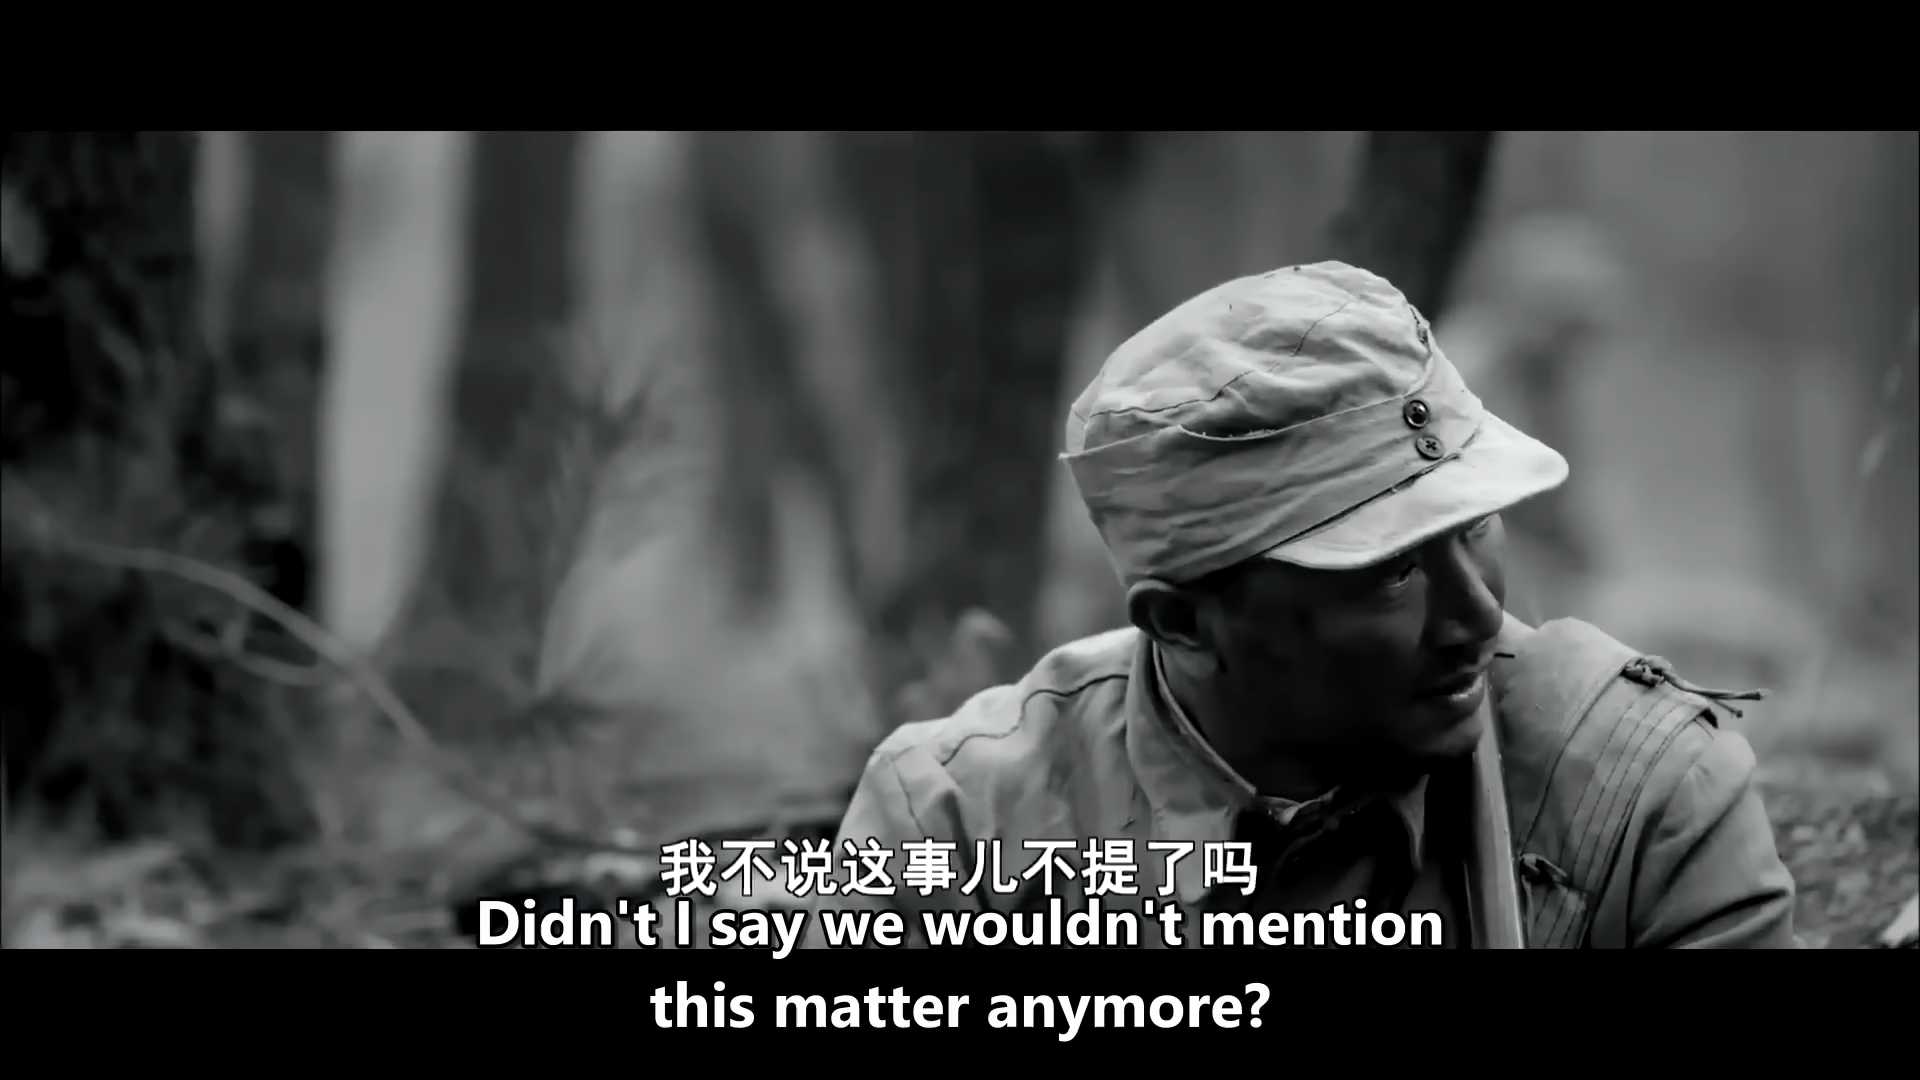 我不说这事儿不提了吗
Didn't I say we wouldn't mention
this matter anymore?